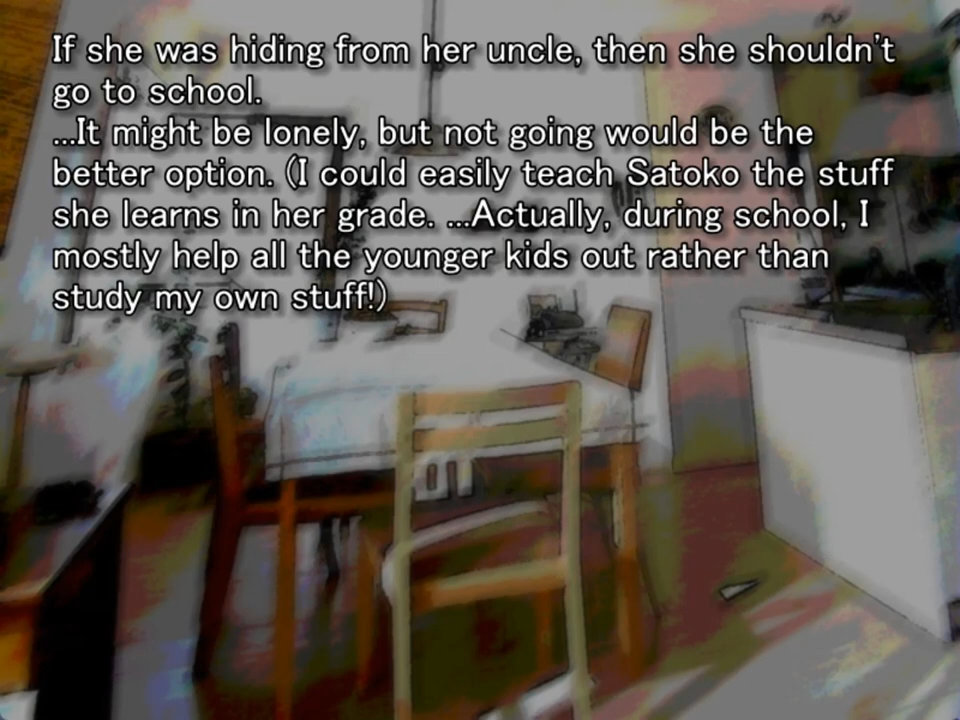 If she was hiding from her uncle, then she shouldn't
go to school.
...It might be lonely, but not going would be the
better option. (I could easily teach Satoko the stuff
she learns in her grade. ...Actually, during school, I
mostly help all the younger kids out rather than
study my own stuff!)